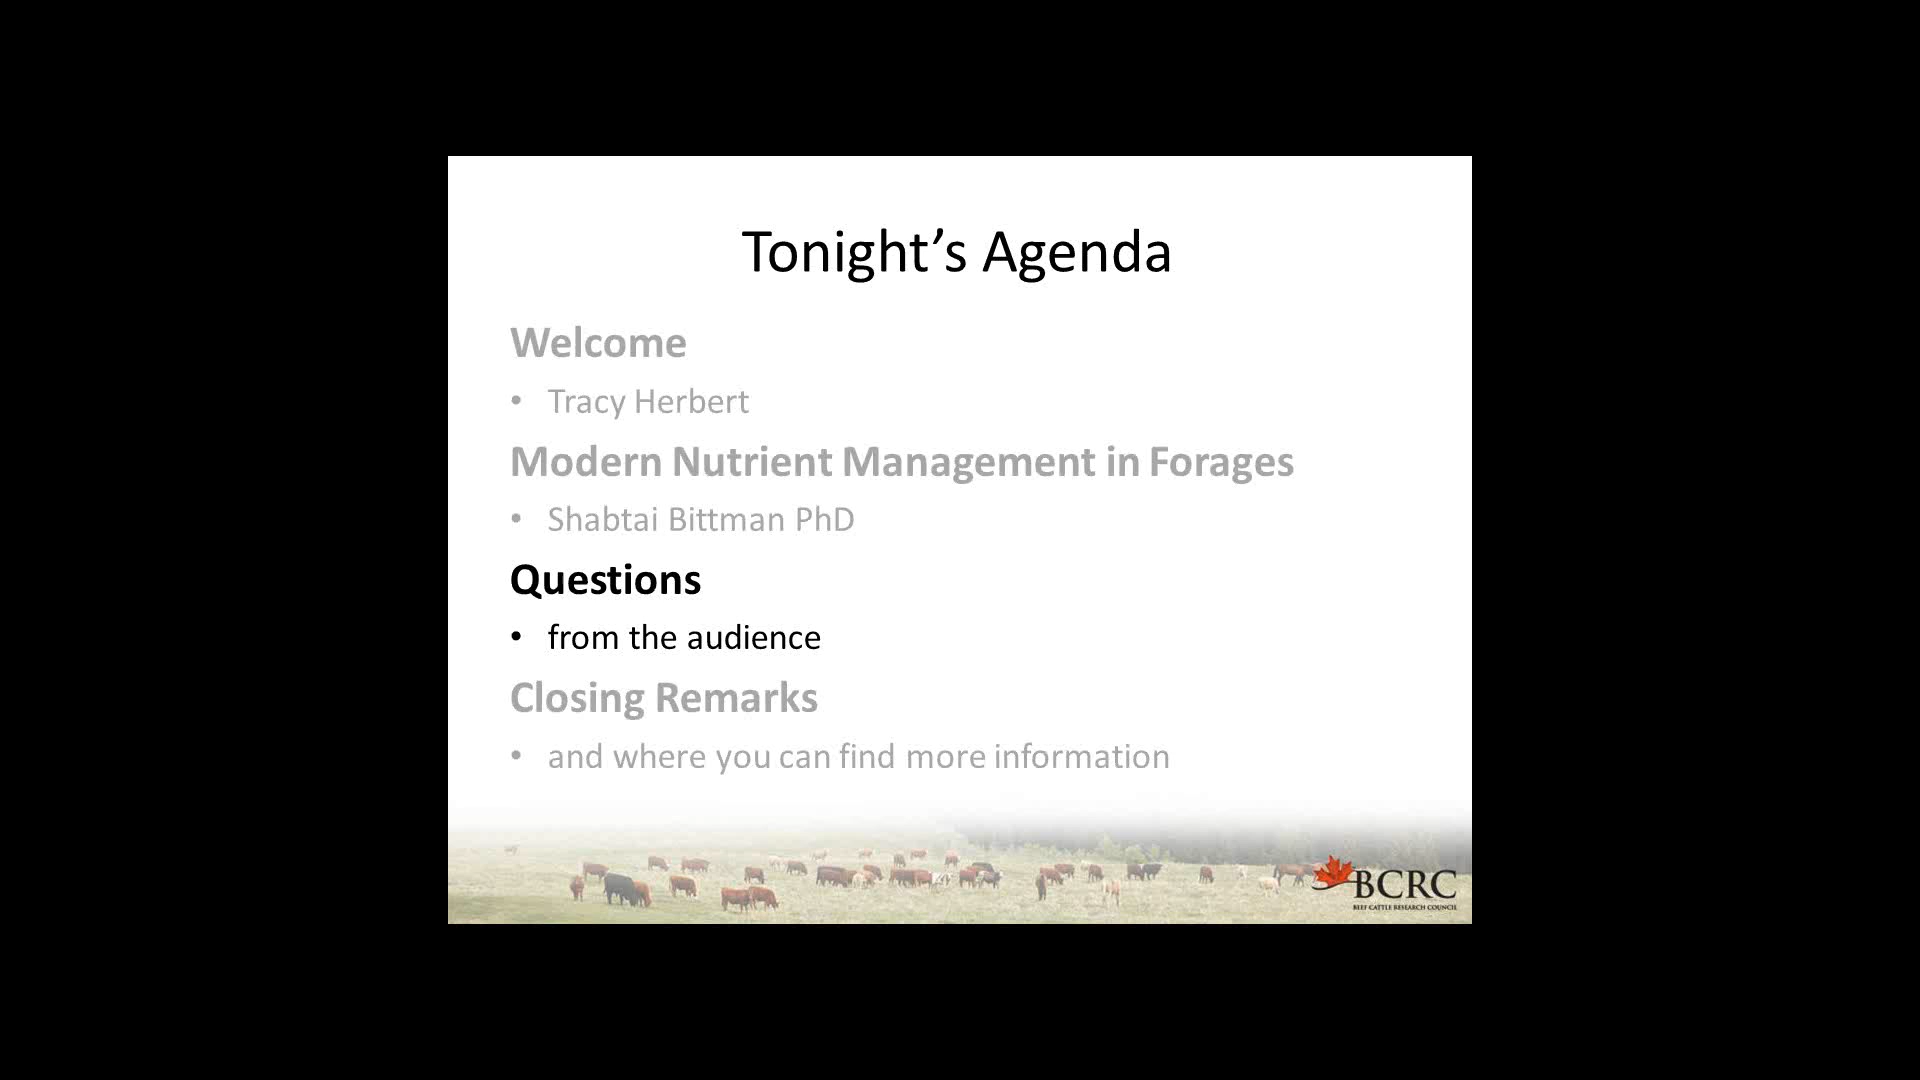 Tonight’s Agenda
Welcome
• Tracy Herbert
Modern Nutrient Management in Forages
• Shabtai Bittman PhD
Questions
• from the audience
Closing Remarks
• and where you can find more information
BCRC
BEEF CATTLE RESEARCH COUNCIL